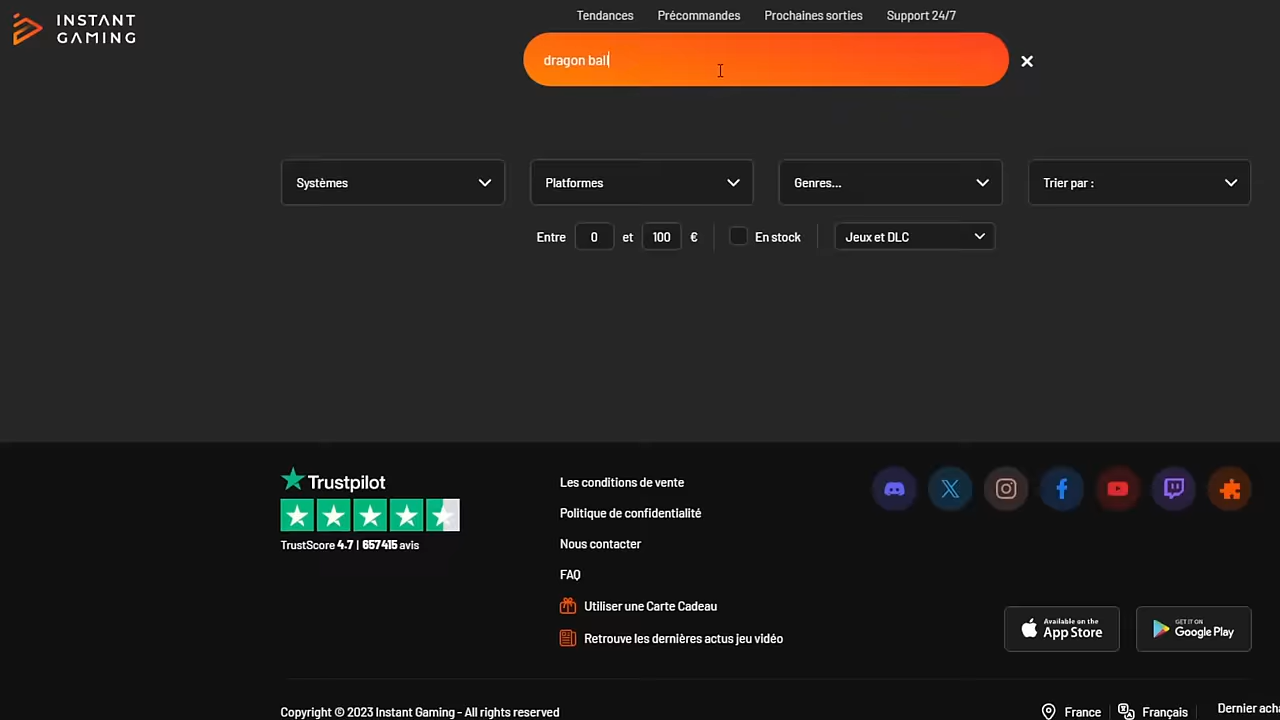 INSTANT
GAMING
Tendances
Précommandes
Prochaines sorties
Support 24/7
dragon ball
Systèmes
Platformes
Genres...
Trier par :
Entre 0 et 100 €
En stock
Jeux et DLC
Trustpilot
TrustScore 4.7 | 657415 avis
Les conditions de vente
Politique de confidentialité
Nous contacter
FAQ
Utiliser une Carte Cadeau
Retrouve les dernières actus jeu vidéo
Available on the
App Store
GET IT ON
Google Play
Copyright © 2023 Instant Gaming - All rights reserved
France
Français
Dernier ach